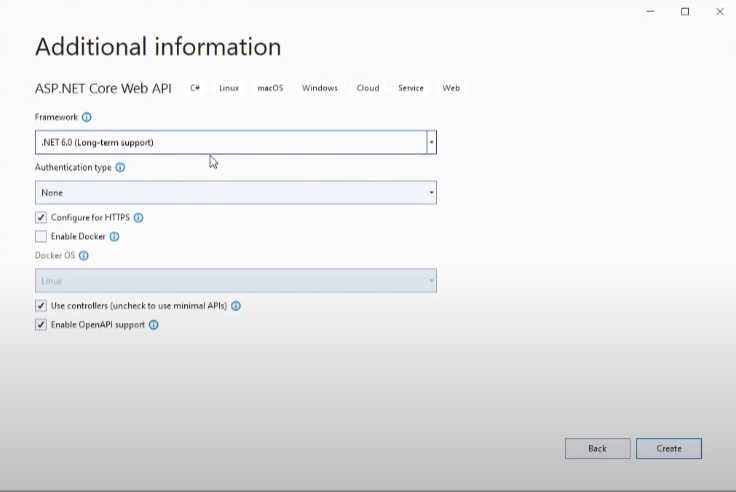 Additional information
ASP.NET Core Web API C# Linux macOS Windows Cloud Service Web
Framework
.NET 6.0 (Long-term support)
Authentication type
None
Configure for HTTPS
Enable Docker
Docker OS
Linux
Use controllers (uncheck to use minimal APIs)
Enable OpenAPI support
Back Create